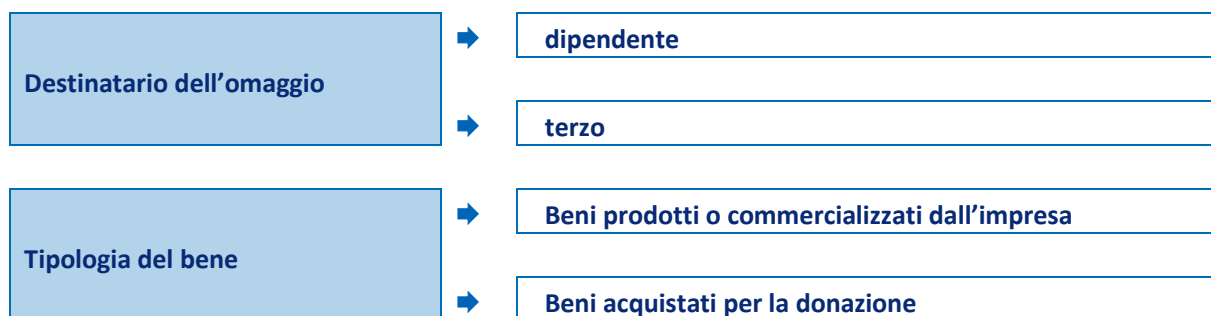 Destinatario dell’omaggio
dipendente
terzo
Tipologia del bene
Beni prodotti o commercializzati dall’impresa
Beni acquistati per la donazione